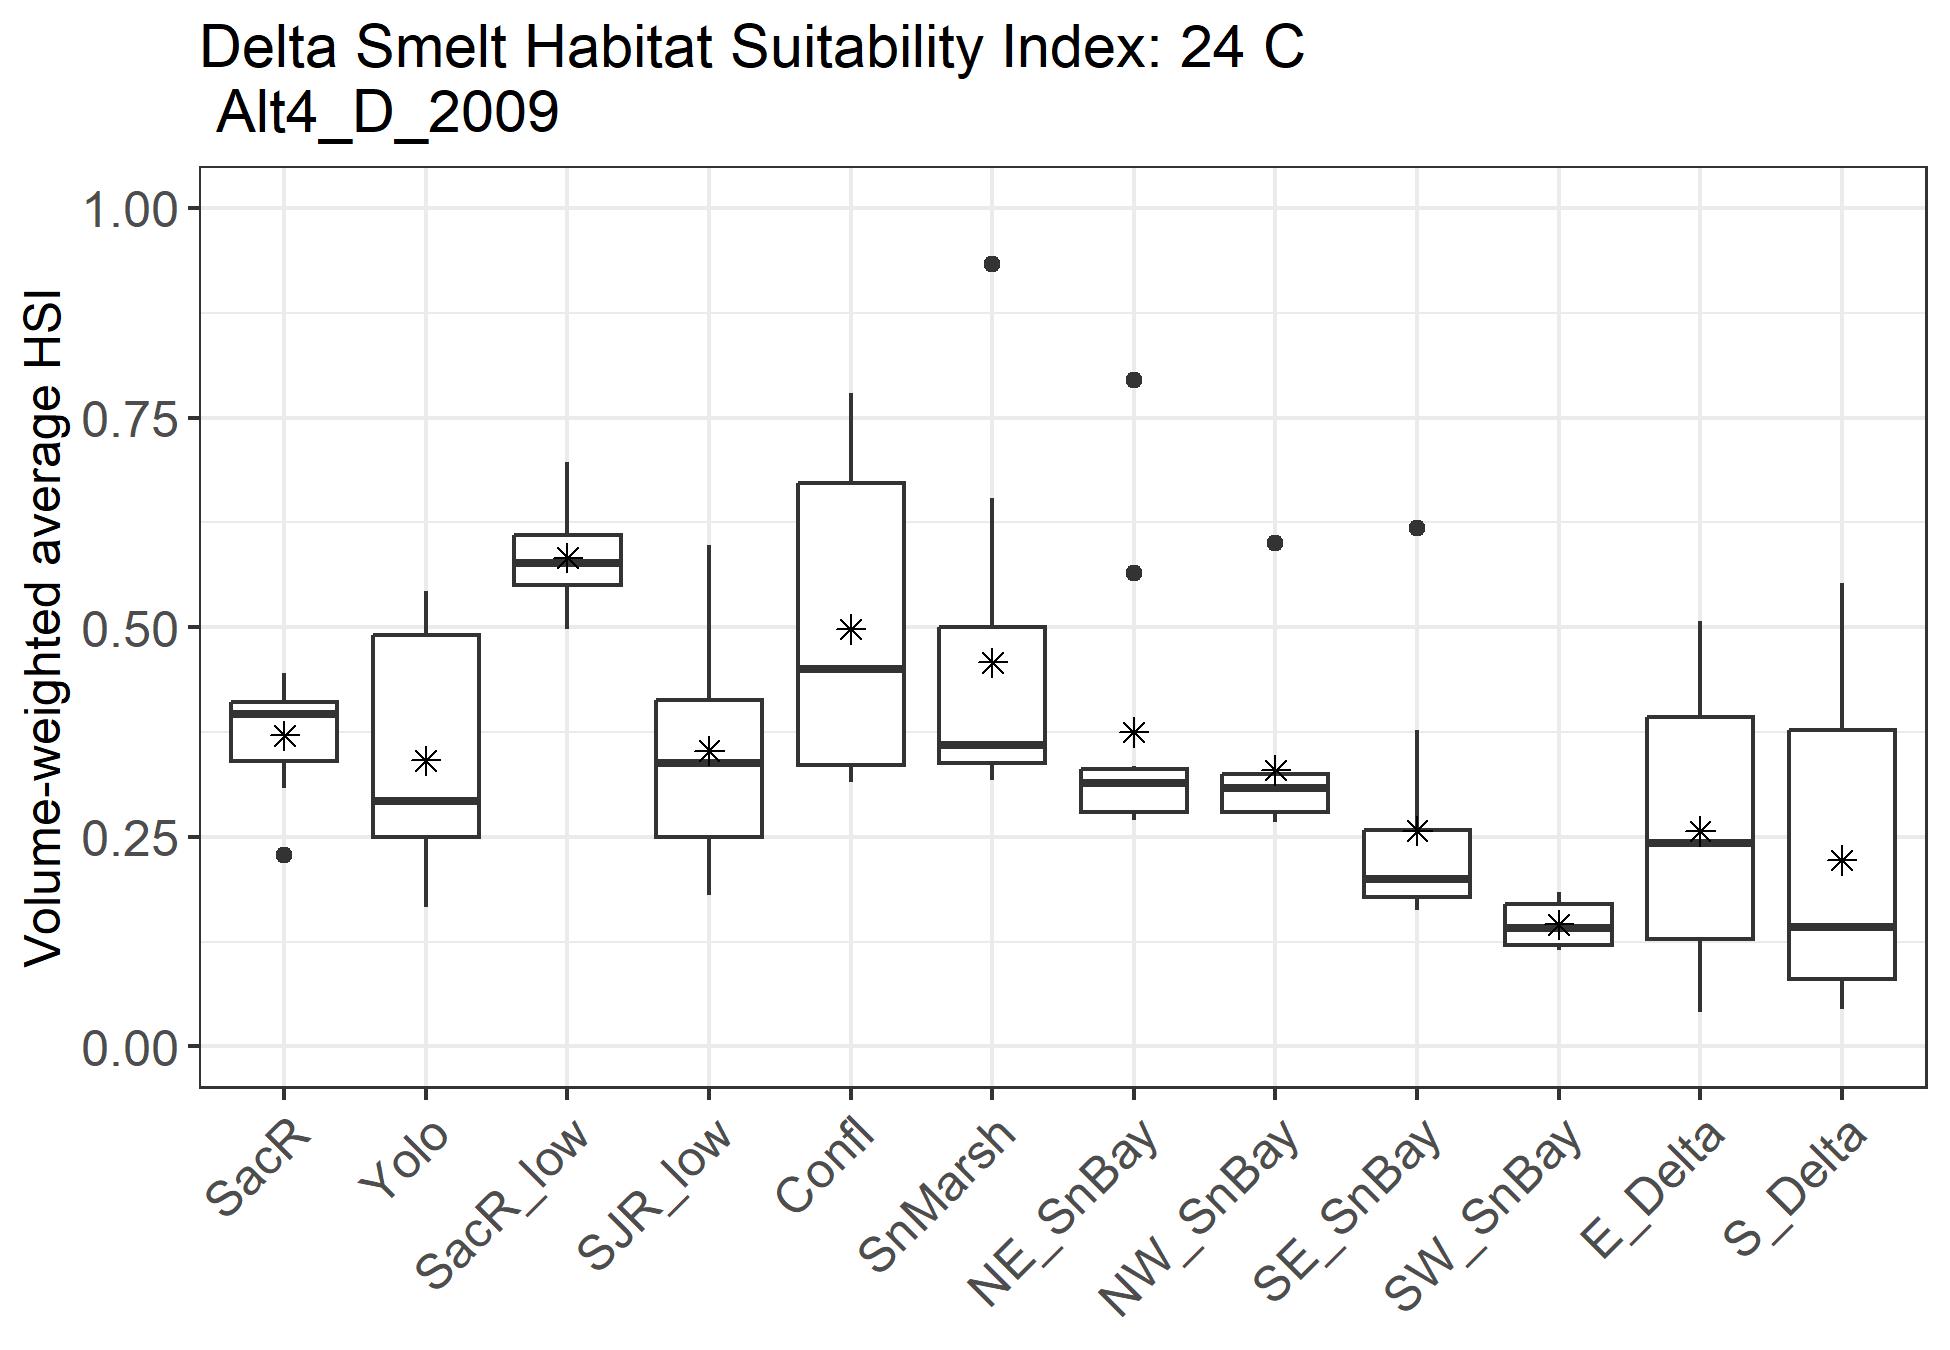 Delta Smelt Habitat Suitability Index: 24 C
Alt4_D_2009
Volume-weighted average HSI
1.00
0.75
0.50
0.25
0.00
SacR
Yolo
SacR_low
SJR_low
Confl
SnMarsh
NE_SnBay
NW_SnBay
SE_SnBay
SW_SnBay
E_Delta
S_Delta